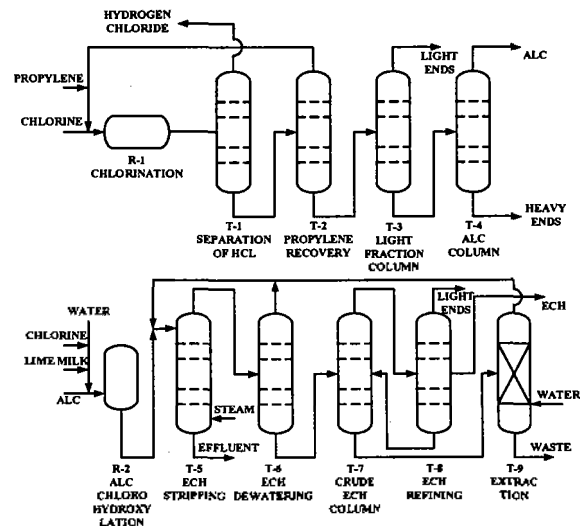 HYDROGEN
CHLORIDE
LIGHT
ENDS
ALC
PROPYLENE
CHLORINE
R-1
CHLORINATION
HEAVY
ENDS
T-1
SEPARATION
OF HCL
T-2
PROPYLENE
RECOVERY
T-3
LIGHT
FRACTION
COLUMN
T-4
ALC
COLUMN
WATER
CHLORINE
LIME MILK
ALC
LIGHT
ENDS
ECH
STEAM
EFFLUENT
WATER
WASTE
R-2
ALC
CHLORO
HYDROXY
LATION
T-5
ECH
STRIPPING
T-6
ECH
DEWATERING
T-7
CRUDE
ECH
COLUMN
T-8
ECH
REFINING
T-9
EXTRAC
TION